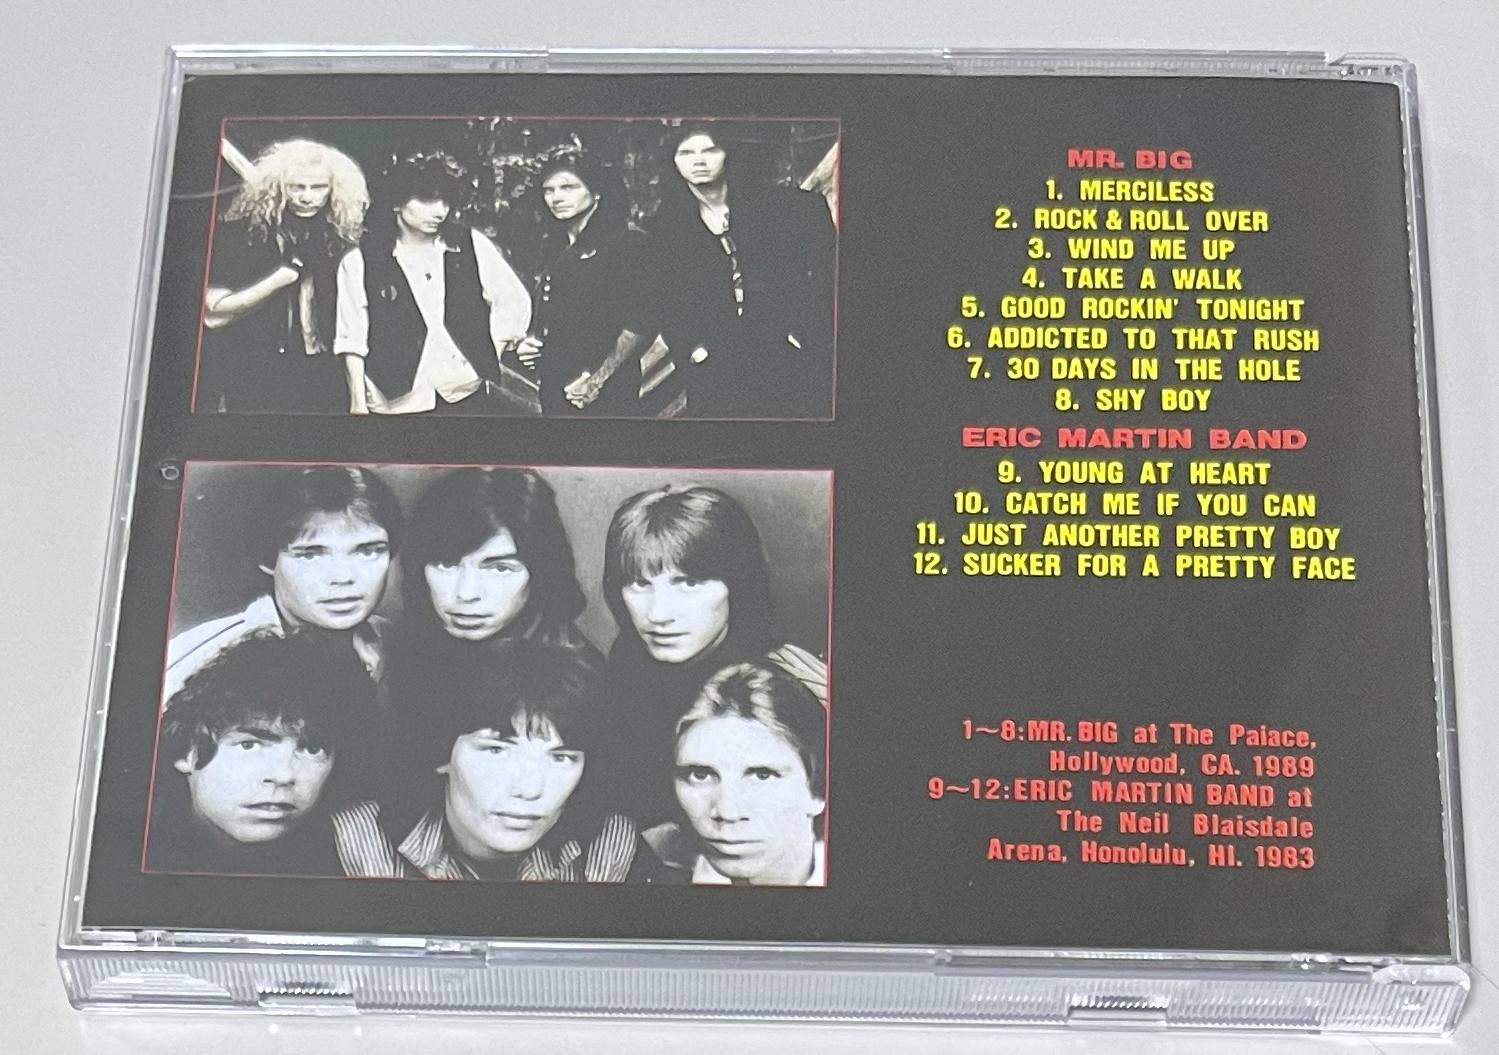 MR. BIG
1. MERCILESS
2. ROCK & ROLL OVER
3. WIND ME UP
4. TAKE A WALK
5. GOOD ROCKIN' TONIGHT
6. ADDICTED TO THAT RUSH
7. 30 DAYS IN THE HOLE
8. SHY BOY
ERIC MARTIN BAND
9. YOUNG AT HEART
10. CATCH ME IF YOU CAN
11. JUST ANOTHER PRETTY BOY
12. SUCKER FOR A PRETTY FACE
1~8:MR. BIG at The Paiace,
Hollywood, CA. 1989
9~12:ERIC MARTIN BAND at
The Neil Blaisdale
Arena, Honolulu, HI. 1983